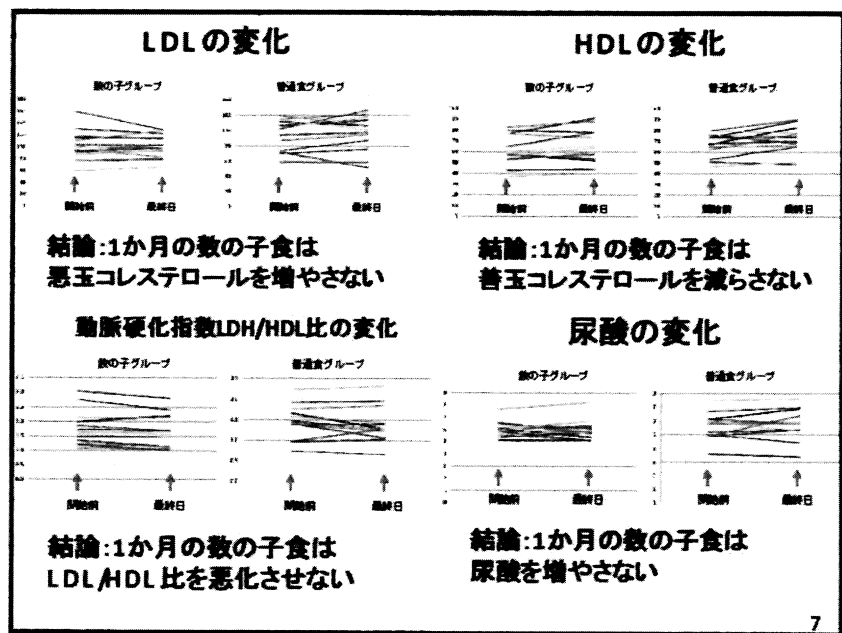 LDLの変化
数の子グループ
普通食グループ
開始前
最終日
開始前
最終日
結論:1か月の数の子食は
悪玉コレステロールを増やさない
HDLの変化
数の子グループ
普通食グループ
開始前
最終日
開始前
最終日
結論:1か月の数の子食は
善玉コレステロールを減らさない
動脈硬化指数LDH/HDL比の変化
数の子グループ
普通食グループ
開始前
最終日
開始前
最終日
結論:1か月の数の子食は
LDL/HDL比を悪化させない
尿酸の変化
数の子グループ
普通食グループ
開始前
最終日
開始前
最終日
結論:1か月の数の子食は
尿酸を増やさない
7